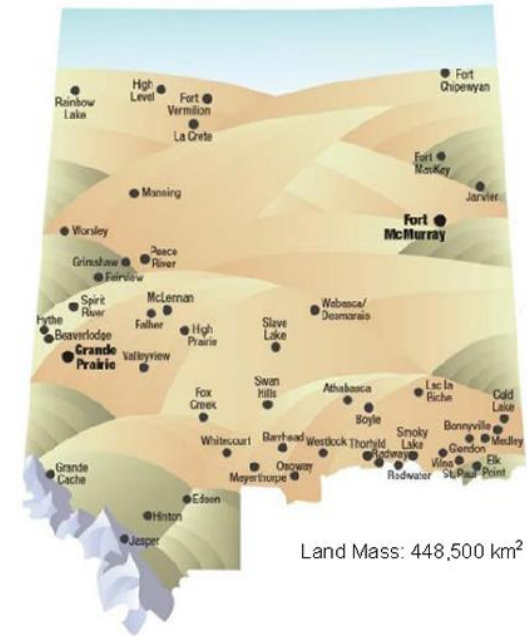 Fort
Chipewyan
Rainbow
Lake
High
Level
Fort
Vermilion
La Crete
Fort
MacKey
Janvier
Manning
Fort
McMurray
Worsley
Grimshaw
Peace
River
Fairview
Spirit
River
McLennan
Wabasca/
Desmarais
Hythe
Beaverlodge
Falher
High
Prairie
Slave
Lake
Grande
Prairie
Valleyview
Fox
Creek
Swan
Hills
Athabasca
Boyle
Lac la
Biche
Cold
Lake
Bonnyville
Medley
Whitecourt
Barrhead
Westlock
Thorhild
Smoky
Lake
Radway
Redwater
Vilna
Glendon
St. Paul
Elk
Point
Mayerthorpe
Onoway
Grande
Cache
Edson
Hinton
Jasper
Land Mass: 448,500 km²